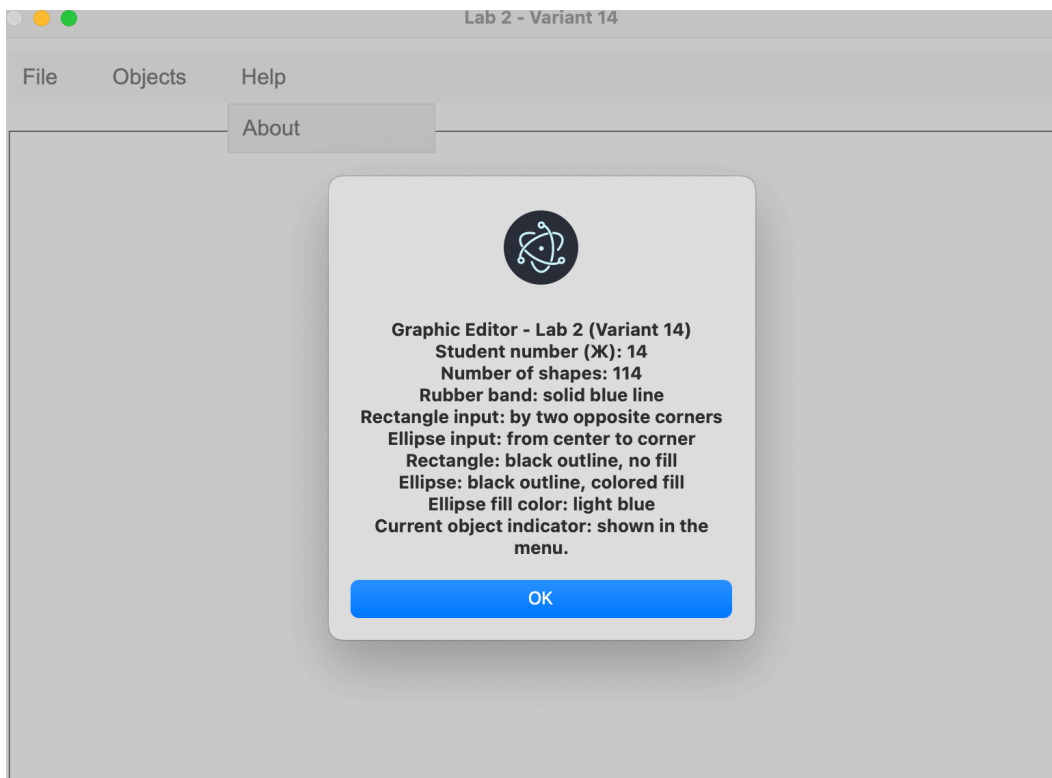 Lab 2 - Variant 14
File Objects Help
About
Graphic Editor - Lab 2 (Variant 14)
Student number (Ж): 14
Number of shapes: 114
Rubber band: solid blue line
Rectangle input: by two opposite corners
Ellipse input: from center to corner
Rectangle: black outline, no fill
Ellipse: black outline, colored fill
Ellipse fill color: light blue
Current object indicator: shown in the
menu.
OK